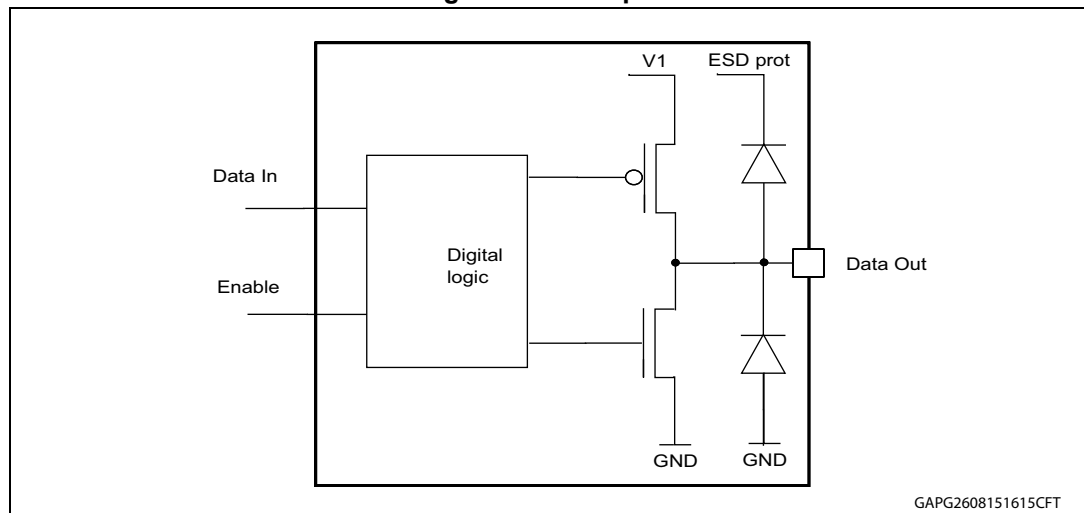 V1
ESD prot
Data In
Digital
logic
Data Out
Enable
GND
GND
GAPG2608151615CFT